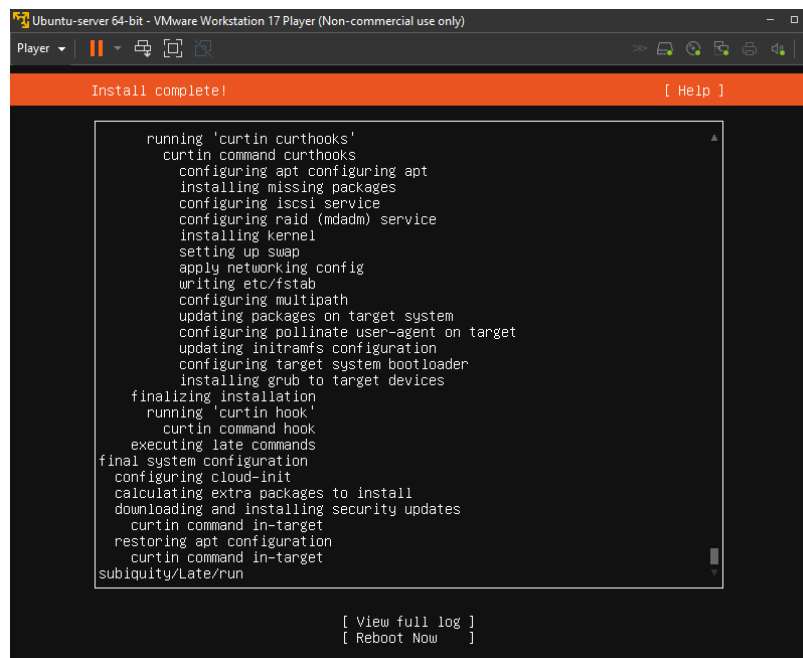 Ubuntu-server 64-bit - VMware Workstation 17 Player (Non-commercial use only)
Player
Install complete! [ Help ]
running 'curtin curthooks'
curtin command curthooks
configuring apt configuring apt
installing missing packages
configuring iscsi service
configuring raid (mdadm) service
installing kernel
setting up swap
apply networking config
writing etc/fstab
configuring multipath
updating packages on target system
configuring pollinate user-agent on target
updating initramfs configuration
configuring target system bootloader
installing grub to target devices
finalizing installation
running 'curtin hook'
curtin command hook
executing late commands
final system configuration
configuring cloud-init
calculating extra packages to install
downloading and installing security updates
curtin command in-target
restoring apt configuration
curtin command in-target
subiquity/Late/run
[ View full log ]
[ Reboot Now ]